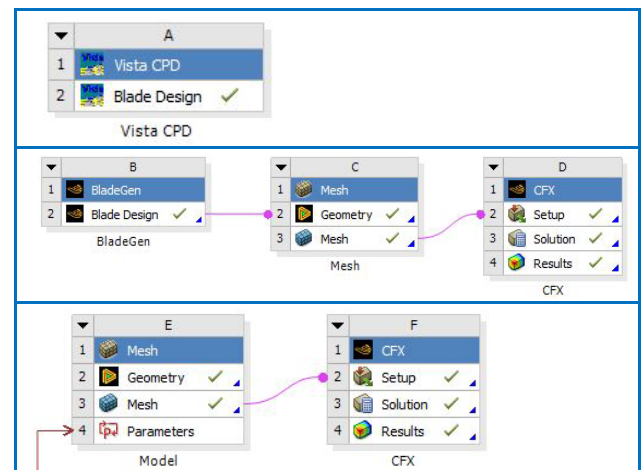 A
1 Vista CPD
2 Blade Design
Vista CPD
B
1 BladeGen
2 Blade Design
BladeGen
C
1 Mesh
2 Geometry
3 Mesh
Mesh
D
1 CFX
2 Setup
3 Solution
4 Results
CFX
E
1 Mesh
2 Geometry
3 Mesh
4 Parameters
Model
F
1 CFX
2 Setup
3 Solution
4 Results
CFX